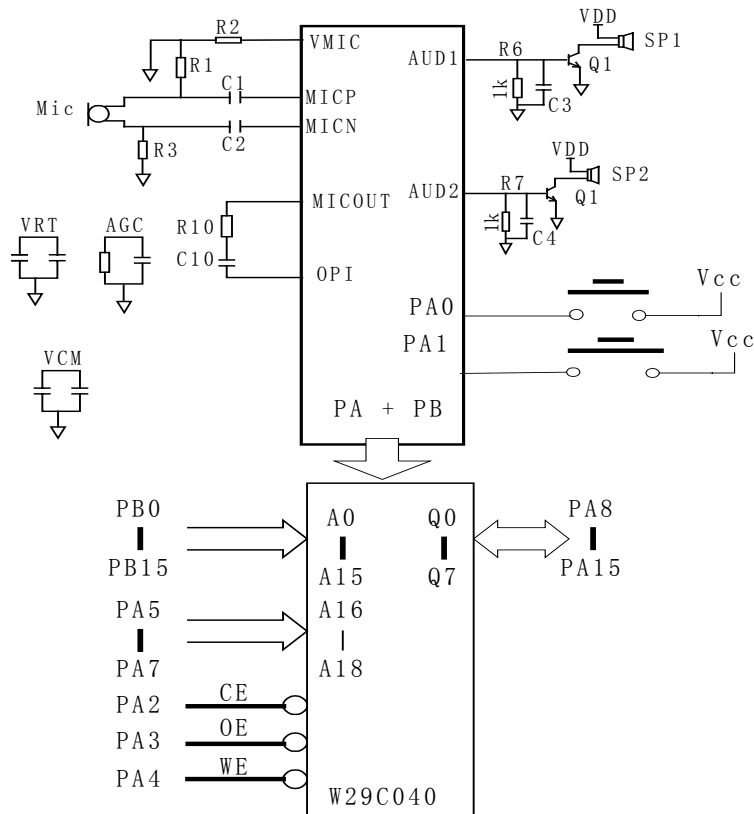 VDD
R2
VMIC
SP1
R6
AUD1
R1
Q1
C1
Mic
MICP
1k
C3
MICN
C2
R3
VDD
R7
SP2
AUD2
MICOUT
Q1
R10
1k
C4
VRT
AGC
C10
OPI
Vcc
PA0
PA1
Vcc
VCM
PA + PB
PB0
A0
Q0
PA8
PB15
A15
Q7
PA15
PA5
A16
PA7
A18
PA2
CE
PA3
OE
PA4
WE
W29C040